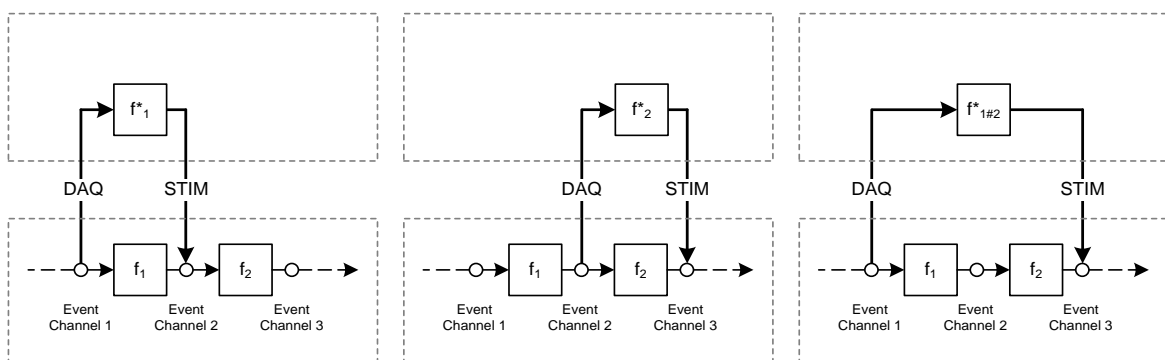 f*1
DAQ
STIM
f1
f2
Event
Channel 1
Event
Channel 2
Event
Channel 3
f*2
DAQ
STIM
f1
f2
Event
Channel 1
Event
Channel 2
Event
Channel 3
f*1#2
DAQ
STIM
f1
f2
Event
Channel 1
Event
Channel 2
Event
Channel 3